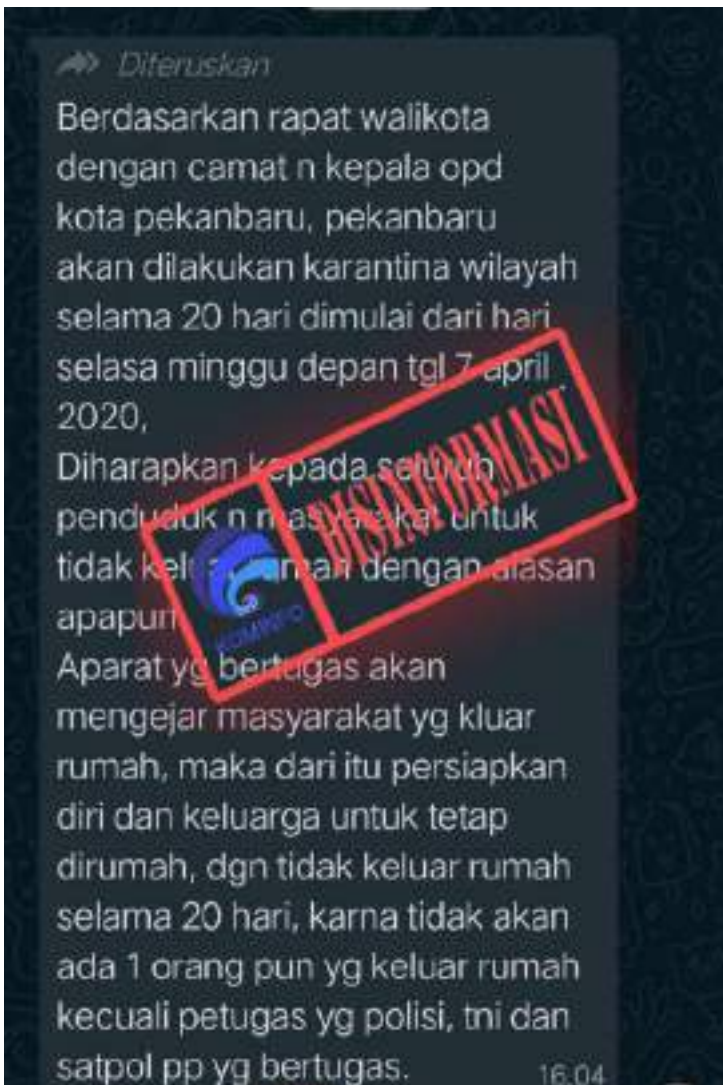 Diteruskan
Berdasarkan rapat walikota
dengan camat n kepala opd
kota pekanbaru, pekanbaru
akan dilakukan karantina wilayah
selama 20 hari dimulai dari hari
selasa minggu depan tgl 7 april
2020,
Diharapkan kepada seluruh
penduduk n masyarakat untuk
tidak dengan alasan
apapun
DISINFORMASI
KOMINFO
Aparat yg bertugas akan
mengejar masyarakat yg kluar
rumah, maka dari itu persiapkan
diri dan keluarga untuk tetap
dirumah, dgn tidak keluar rumah
selama 20 hari, karna tidak akan
ada 1 orang pun yg keluar rumah
kecuali petugas yg polisi, tni dan
satpol pp yg bertugas.
16.04